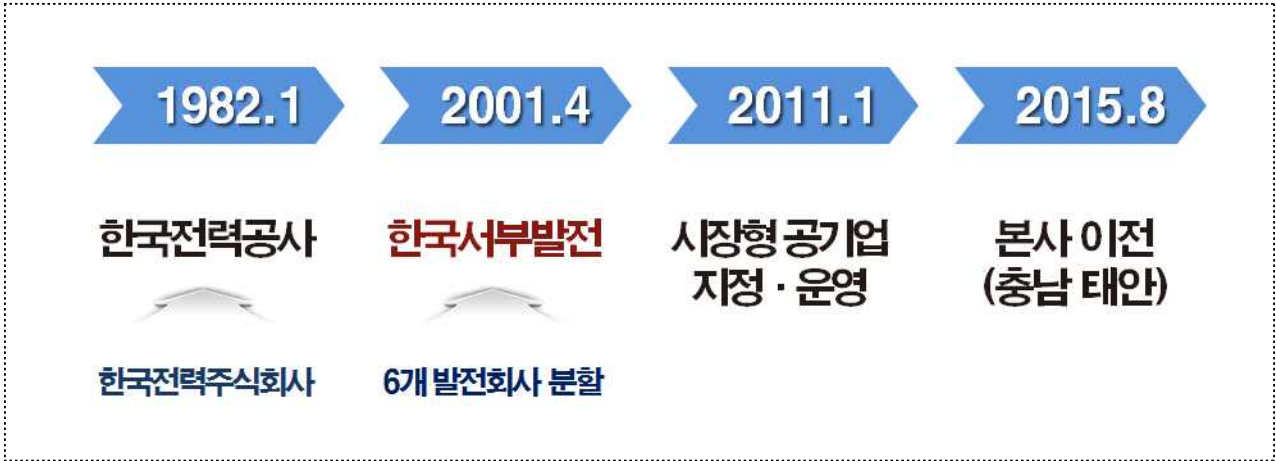 1982.1
2001.4
2011.1
2015.8
한국전력공사
한국서부발전
시장형 공기업
지정 · 운영
본사 이전
(충남 태안)
한국전력주식회사
6개 발전회사 분할